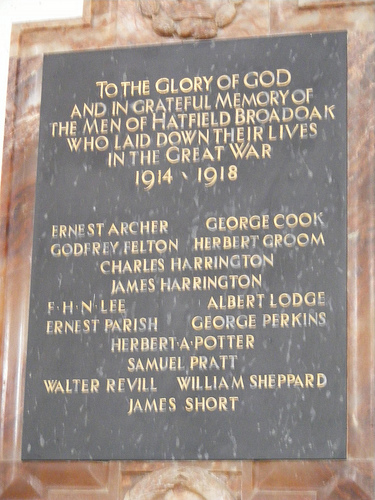 TO THE GLORY OF GOD
AND IN GRATEFUL MEMORY OF
THE MEN OF HATFIELD BROADOAK
WHO LAID DOWN THEIR LIVES
IN THE GREAT WAR
1914 - 1918
ERNEST ARCHER GEORGE COOK
GODFREY FELTON HERBERT GROOM
CHARLES HARRINGTON
JAMES HARRINGTON
F·H·N·LEE ALBERT LODGE
ERNEST PARISH GEORGE PERKINS
HERBERT·A·POTTER
SAMUEL PRATT
WALTER REVILL WILLIAM SHEPPARD
JAMES SHORT